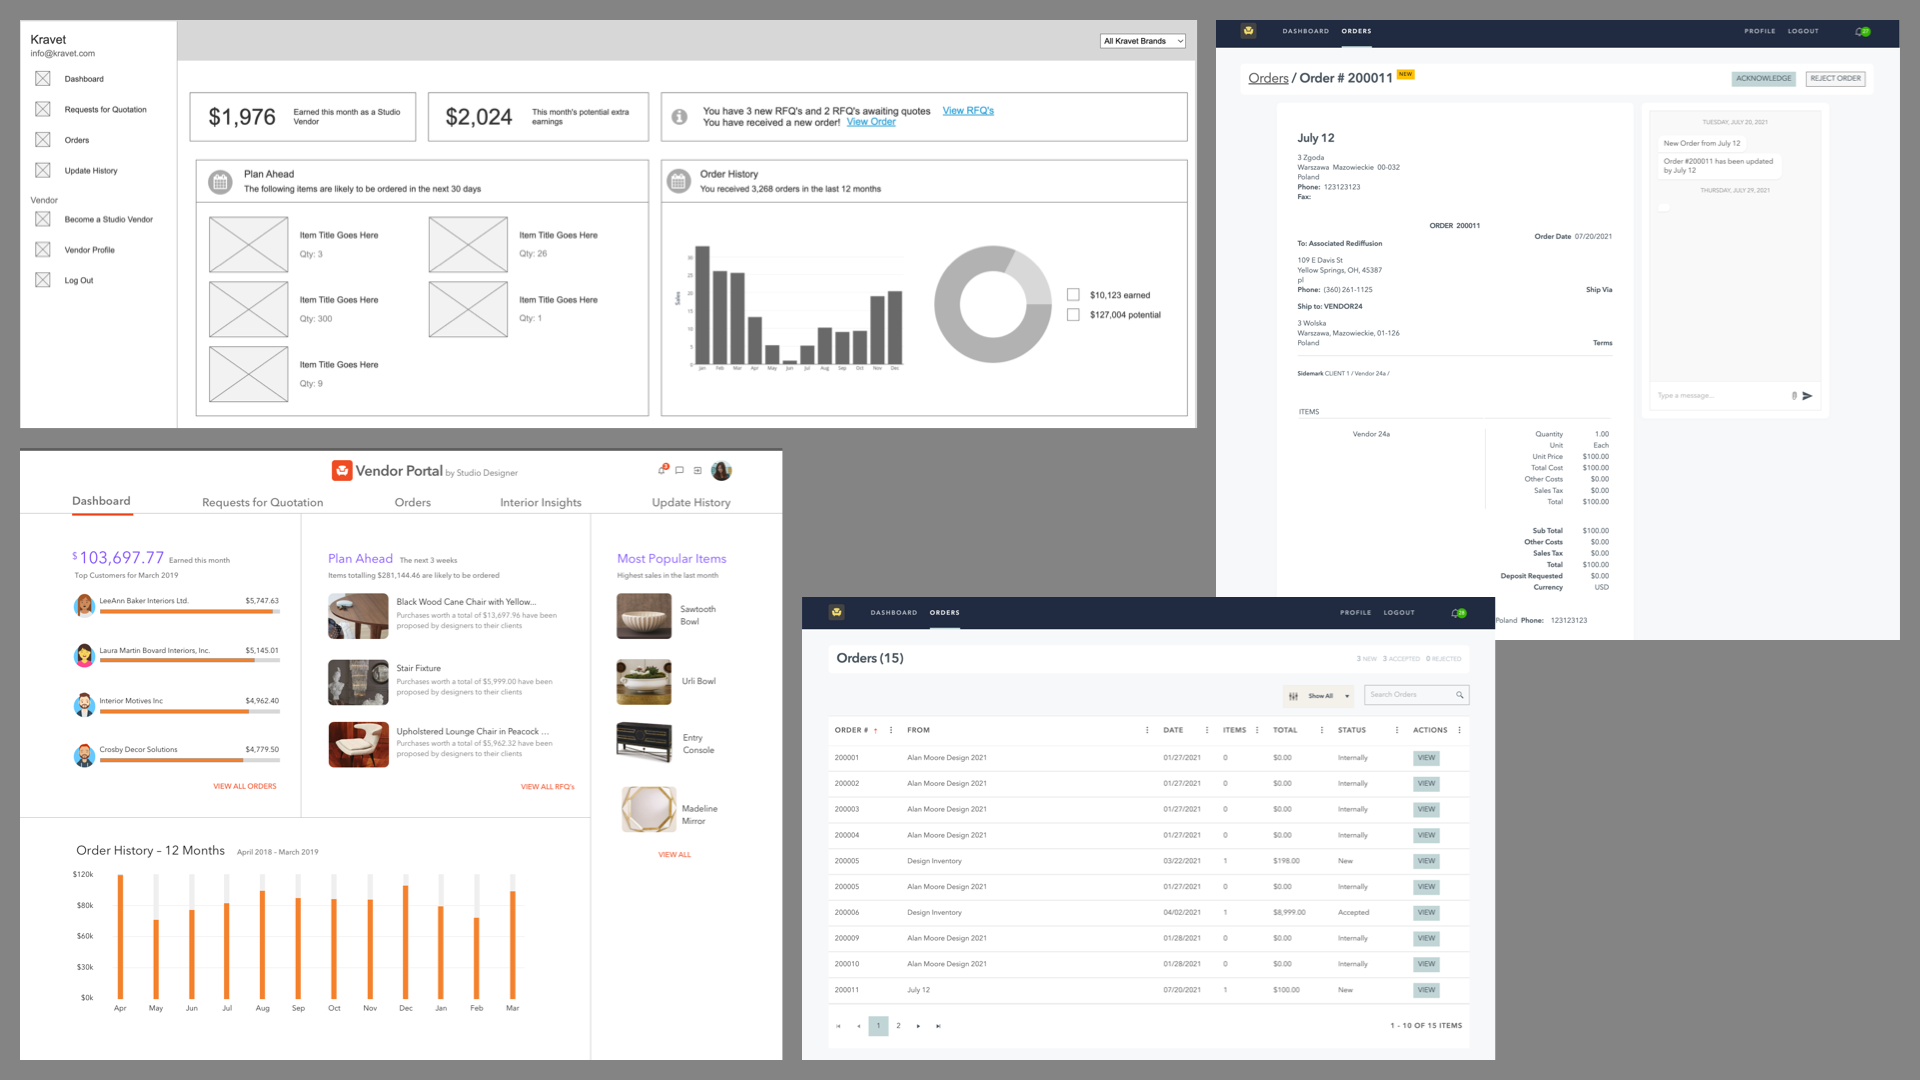 Kravet
info@kravet.com
Dashboard
Requests for Quotation
Orders
Update History
Vendor
Become a Studio Vendor
Vendor Profile
Log Out
All Kravet Brands
$1,976 Earned this month as a Studio
Vendor
$2,024 This month's potential extra
earnings
You have 3 new RFQ's and 2 RFQ's awaiting quotes View RFQ's
You have received a new order! View Order
Plan Ahead
The following items are likely to be ordered in the next 30 days
Item Title Goes Here
Qty: 3
Item Title Goes Here
Qty: 26
Item Title Goes Here
Qty: 300
Item Title Goes Here
Qty: 1
Item Title Goes Here
Qty: 9
Order History
You received 3,268 orders in the last 12 months
Sales
30
25
20
15
10
5
0
Jan Feb Mar Apr May Jun Jul Aug Sep Oct Nov Dec
$10,123 earned
$127,004 potential
DASHBOARD ORDERS PROFILE LOGOUT 27
Orders / Order # 200011 NEW
ACKNOWLEDGE REJECT ORDER
July 12
3 Zgoda
Warszawa Mazowieckie 00-032
Poland
Phone: 123123123
Fax:
ORDER 200011
Order Date 07/20/2021
To: Associated Rediffusion
109 E Davis St
Yellow Springs, OH, 45387
pl
Phone: (360) 261-1125
Ship Via
Ship to: VENDOR24
3 Wolska
Warszawa, Mazowieckie, 01-126
Poland
Terms
Sidemark CLIENT 1 / Vendor 24a /
ITEMS
Vendor 24a
Quantity 1.00
Unit Each
Unit Price $100.00
Total Cost $100.00
Other Costs $0.00
Sales Tax $0.00
Total $100.00
Sub Total $100.00
Other Costs $0.00
Sales Tax $0.00
Total $100.00
Deposit Requested $0.00
Currency USD
Poland Phone: 123123123
TUESDAY, JULY 20, 2021
New Order from July 12
Order #200011 has been updated
by July 12
THURSDAY, JULY 29, 2021
Type a message...
Vendor Portal by Studio Designer
Dashboard Requests for Quotation Orders Interior Insights Update History
$103,697.77 Earned this month
Top Customers for March 2019
LeeAnn Baker Interiors Ltd. $5,747.63
Laura Martin Bovard Interiors, Inc. $5,145.01
Interior Motives Inc $4,962.40
Crosby Decor Solutions $4,779.50
VIEW ALL ORDERS
Plan Ahead The next 3 weeks
Items totalling $281,144.46 are likely to be ordered
Black Wood Cane Chair with Yellow...
Purchases worth a total of $13,697.96 have been
proposed by designers to their clients
Stair Fixture
Purchases worth a total of $5,999.00 have been
proposed by designers to their clients
Upholstered Lounge Chair in Peacock ...
Purchases worth a total of $5,962.32 have been
proposed by designers to their clients
VIEW ALL RFQ's
Most Popular Items
Highest sales in the last month
Sawtooth
Bowl
Urli Bowl
Entry
Console
Madeline
Mirror
VIEW ALL
Order History – 12 Months April 2018 - March 2019
$120k
$80k
$60k
$30k
$0k
Apr May Jun Jul Aug Sep Oct Nov Dec Jan Feb Mar
DASHBOARD ORDERS PROFILE LOGOUT 26
Orders (15)
3 NEW 3 ACCEPTED 0 REJECTED
Show All
Search Orders
ORDER # FROM DATE ITEMS TOTAL STATUS ACTIONS
200001 Alan Moore Design 2021 01/27/2021 0 $0.00 Internally VIEW
200002 Alan Moore Design 2021 01/27/2021 0 $0.00 Internally VIEW
200003 Alan Moore Design 2021 01/27/2021 0 $0.00 Internally VIEW
200004 Alan Moore Design 2021 01/27/2021 0 $0.00 Internally VIEW
200005 Design Inventory 03/22/2021 1 $198.00 New VIEW
200005 Alan Moore Design 2021 01/27/2021 0 $0.00 Internally VIEW
200006 Design Inventory 04/02/2021 1 $8,999.00 Accepted VIEW
200009 Alan Moore Design 2021 01/28/2021 0 $0.00 Internally VIEW
200010 Alan Moore Design 2021 01/28/2021 0 $0.00 Internally VIEW
200011 July 12 07/20/2021 1 $100.00 New VIEW
1 2
1 - 10 OF 15 ITEMS